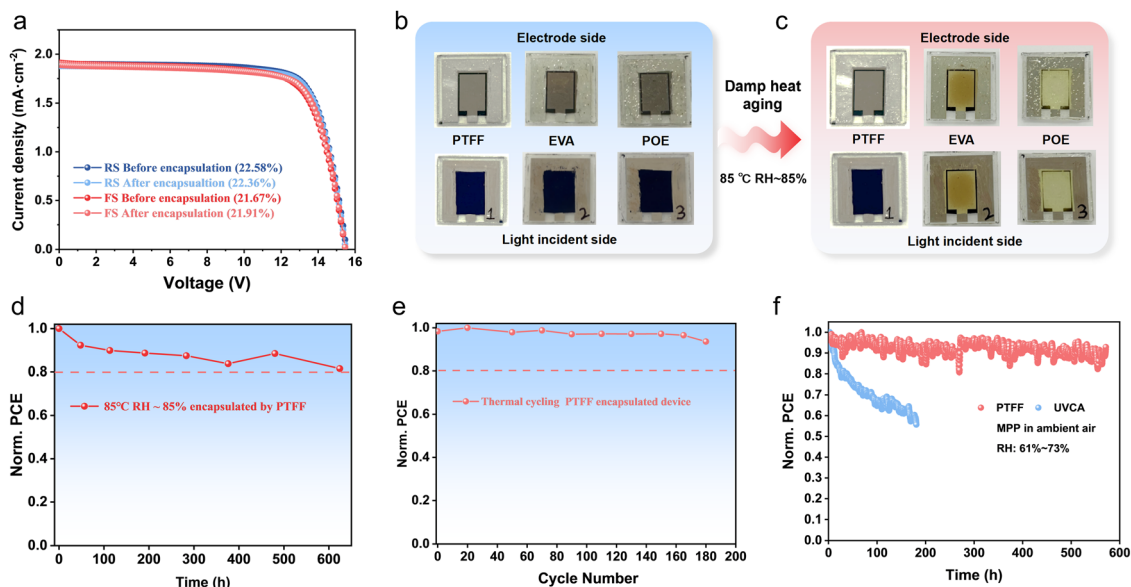 a
Current density (mA·cm⁻²)
2.0
1.5
1.0
0.5
0.0
RS Before encapsulation (22.58%)
RS After encapsualtion (22.36%)
FS Before encapsulation (21.67%)
FS After encapsulation (21.91%)
0 2 4 6 8 10 12 14 16
Voltage (V)
b
Electrode side
PTFF EVA POE
1 2 3
Light incident side
Damp heat
aging
85 ℃ RH~85%
c
Electrode side
PTFF EVA POE
1 2 3
Light incident side
d
Norm. PCE
1.0
0.8
0.6
0.4
0.2
0.0
85℃ RH ~ 85% encapsulated by PTFF
0 100 200 300 400 500 600
Time (h)
e
Norm. PCE
1.0
0.8
0.6
0.4
0.2
0.0
Thermal cycling PTFF encapsulated device
0 20 40 60 80 100 120 140 160 180 200
Cycle Number
f
Norm. PCE
1.0
0.9
0.8
0.7
0.6
0.5
0.4
0.3
0.2
0.1
0.0
PTFF UVCA
MPP in ambient air
RH: 61%~73%
0 100 200 300 400 500 600
Time (h)